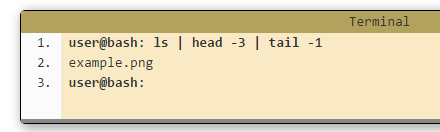 Terminal
1. user@bash: ls | head -3 | tail -1
2. example.png
3. user@bash: